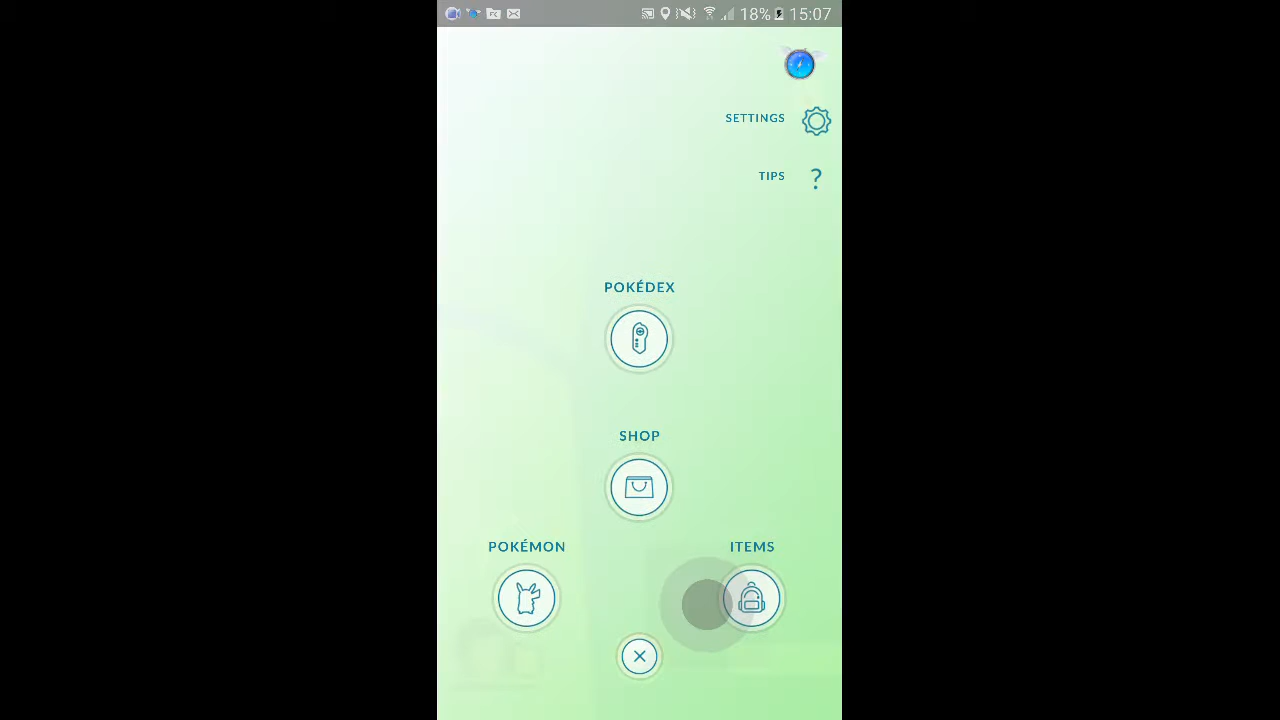 18% 15:07
SETTINGS
TIPS
?
POKÉDEX
SHOP
POKÉMON
ITEMS